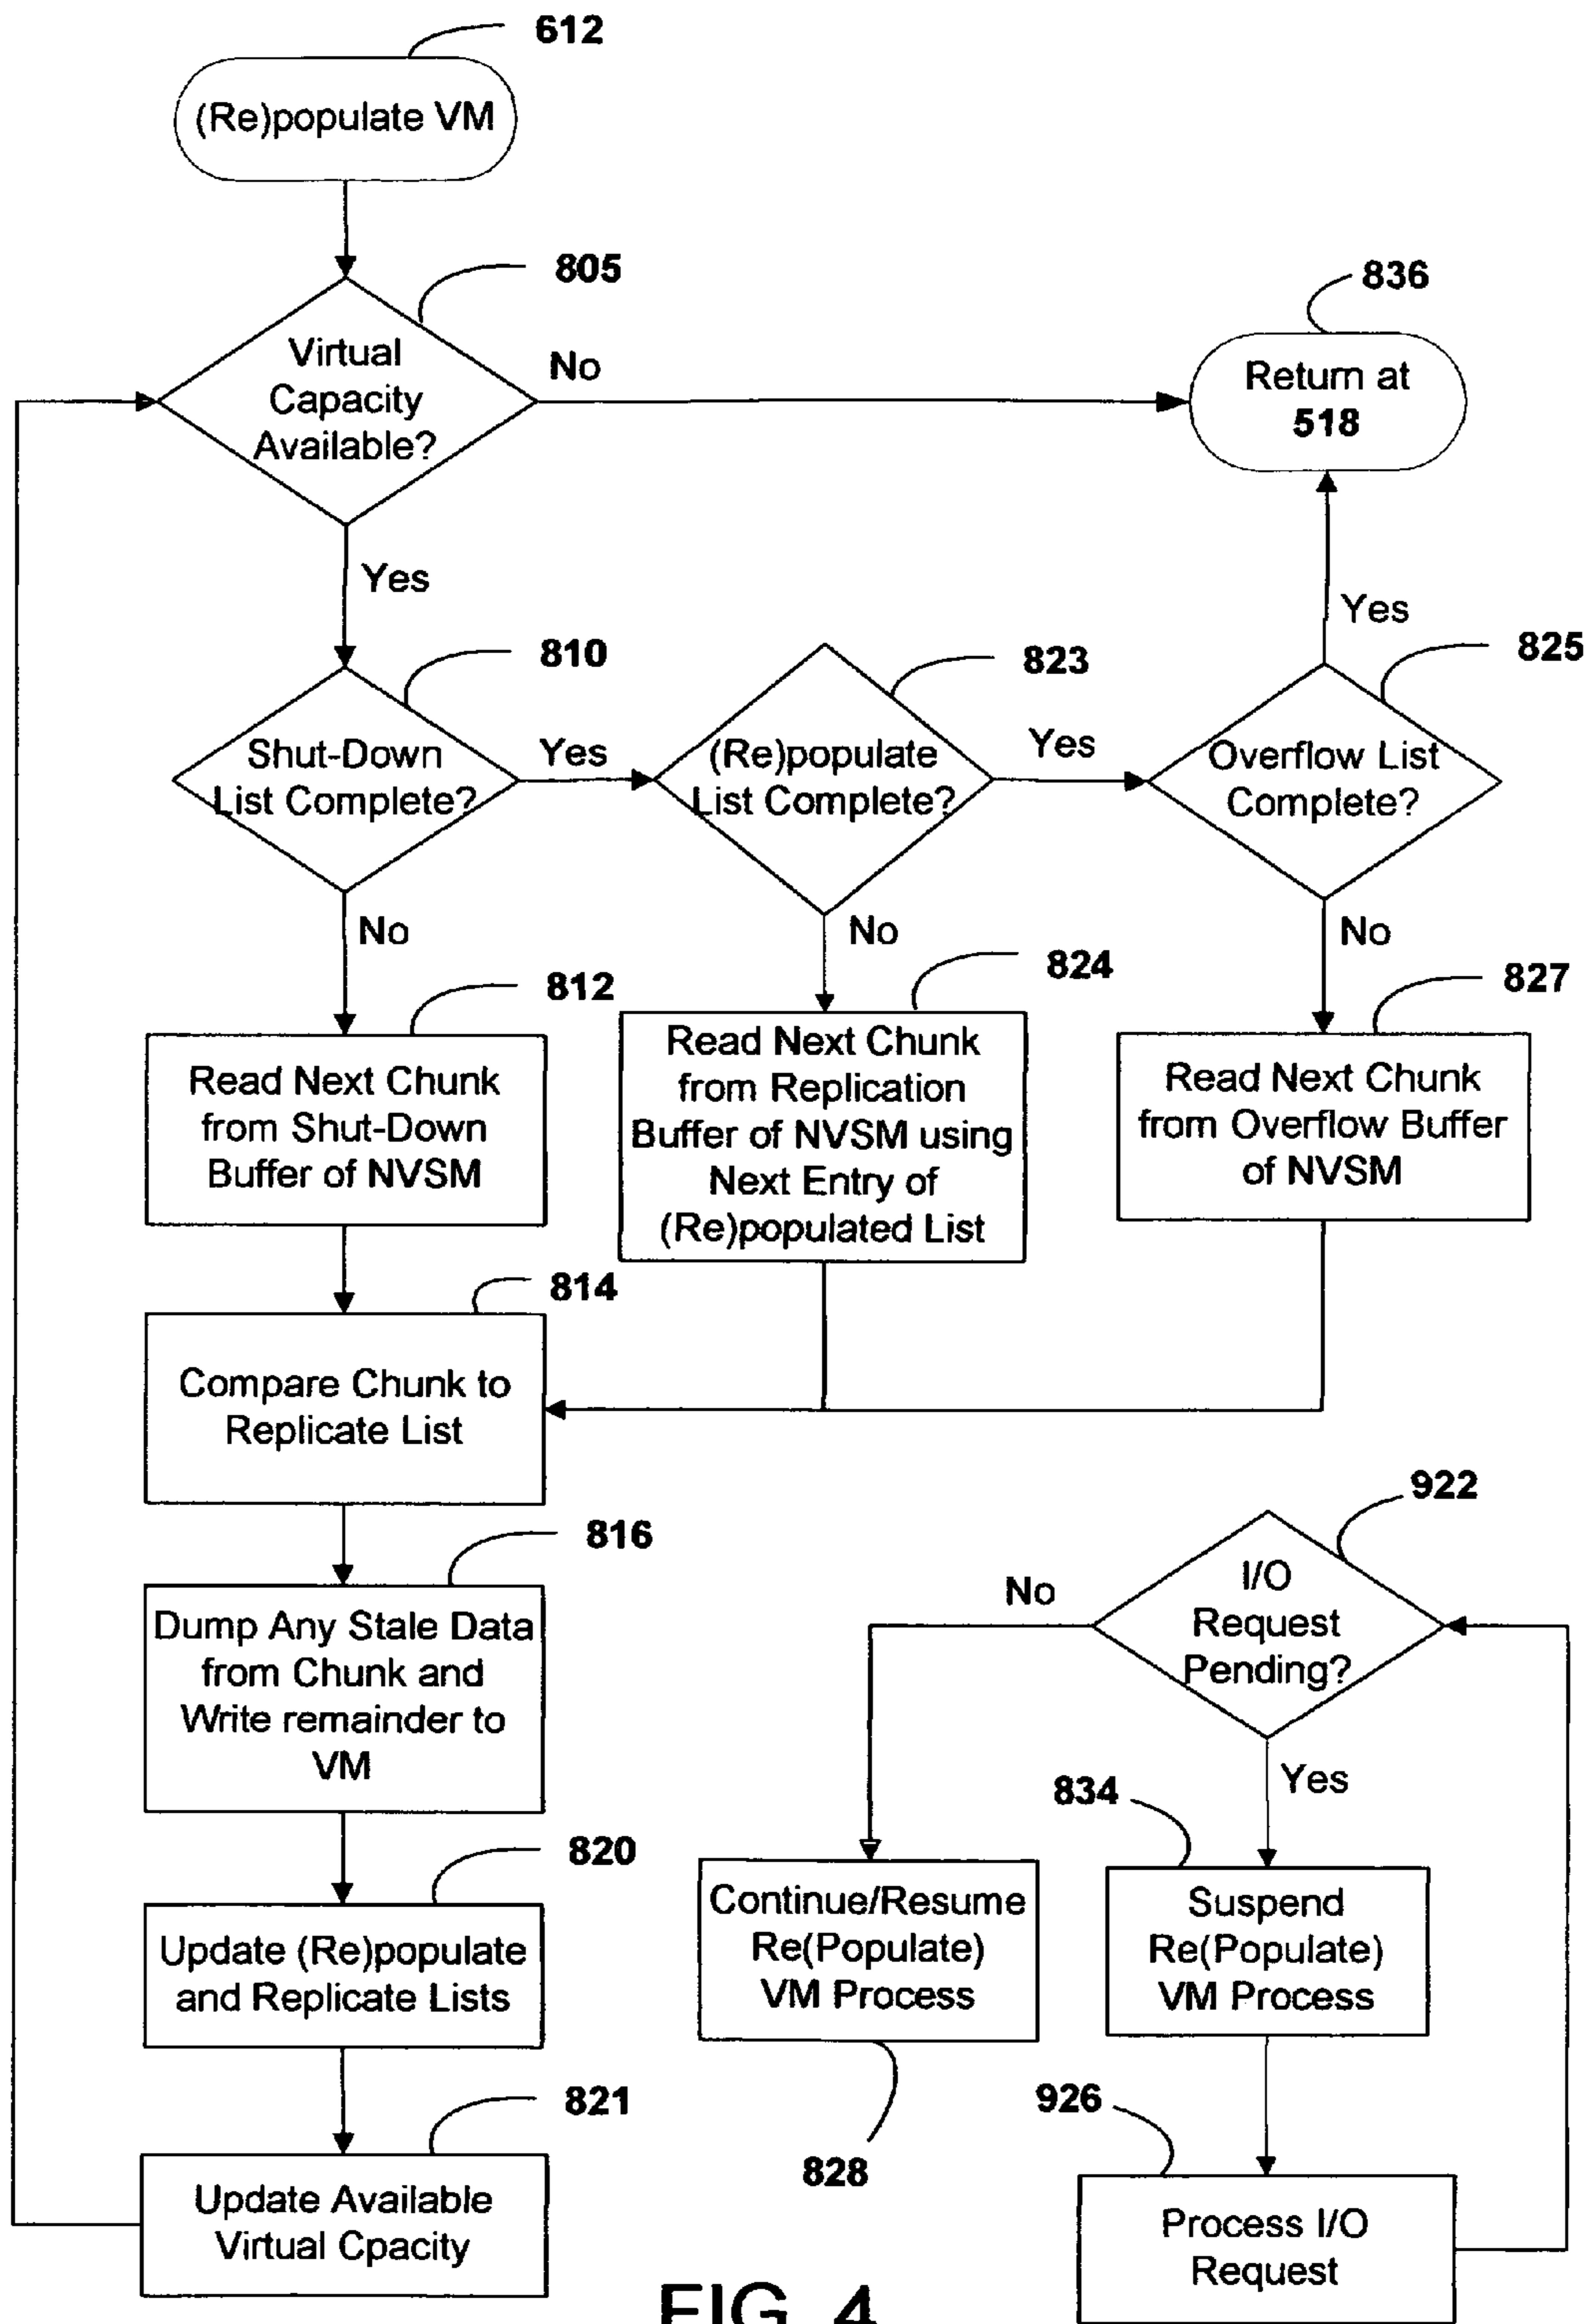 612
(Re)populate VM
805
836
Virtual
Capacity
Available?
No
Return at
518
Yes
Yes
810
823
825
Shut-Down
List Complete?
Yes
(Re)populate
List Complete?
Yes
Overflow List
Complete?
No
No
No
812
824
827
Read Next Chunk
from Shut-Down
Buffer of NVSM
Read Next Chunk
from Replication
Buffer of NVSM using
Next Entry of
(Re)populated List
Read Next Chunk
from Overflow Buffer
of NVSM
814
Compare Chunk to
Replicate List
922
816
I/O
Request
Pending?
No
Dump Any Stale Data
from Chunk and
Write remainder to
VM
Yes
834
820
Continue/Resume
Re(Populate)
VM Process
Suspend
Re(Populate)
VM Process
Update (Re)populate
and Replicate Lists
821
926
828
Update Available
Virtual Cpacity
Process I/O
Request
FIG. 4